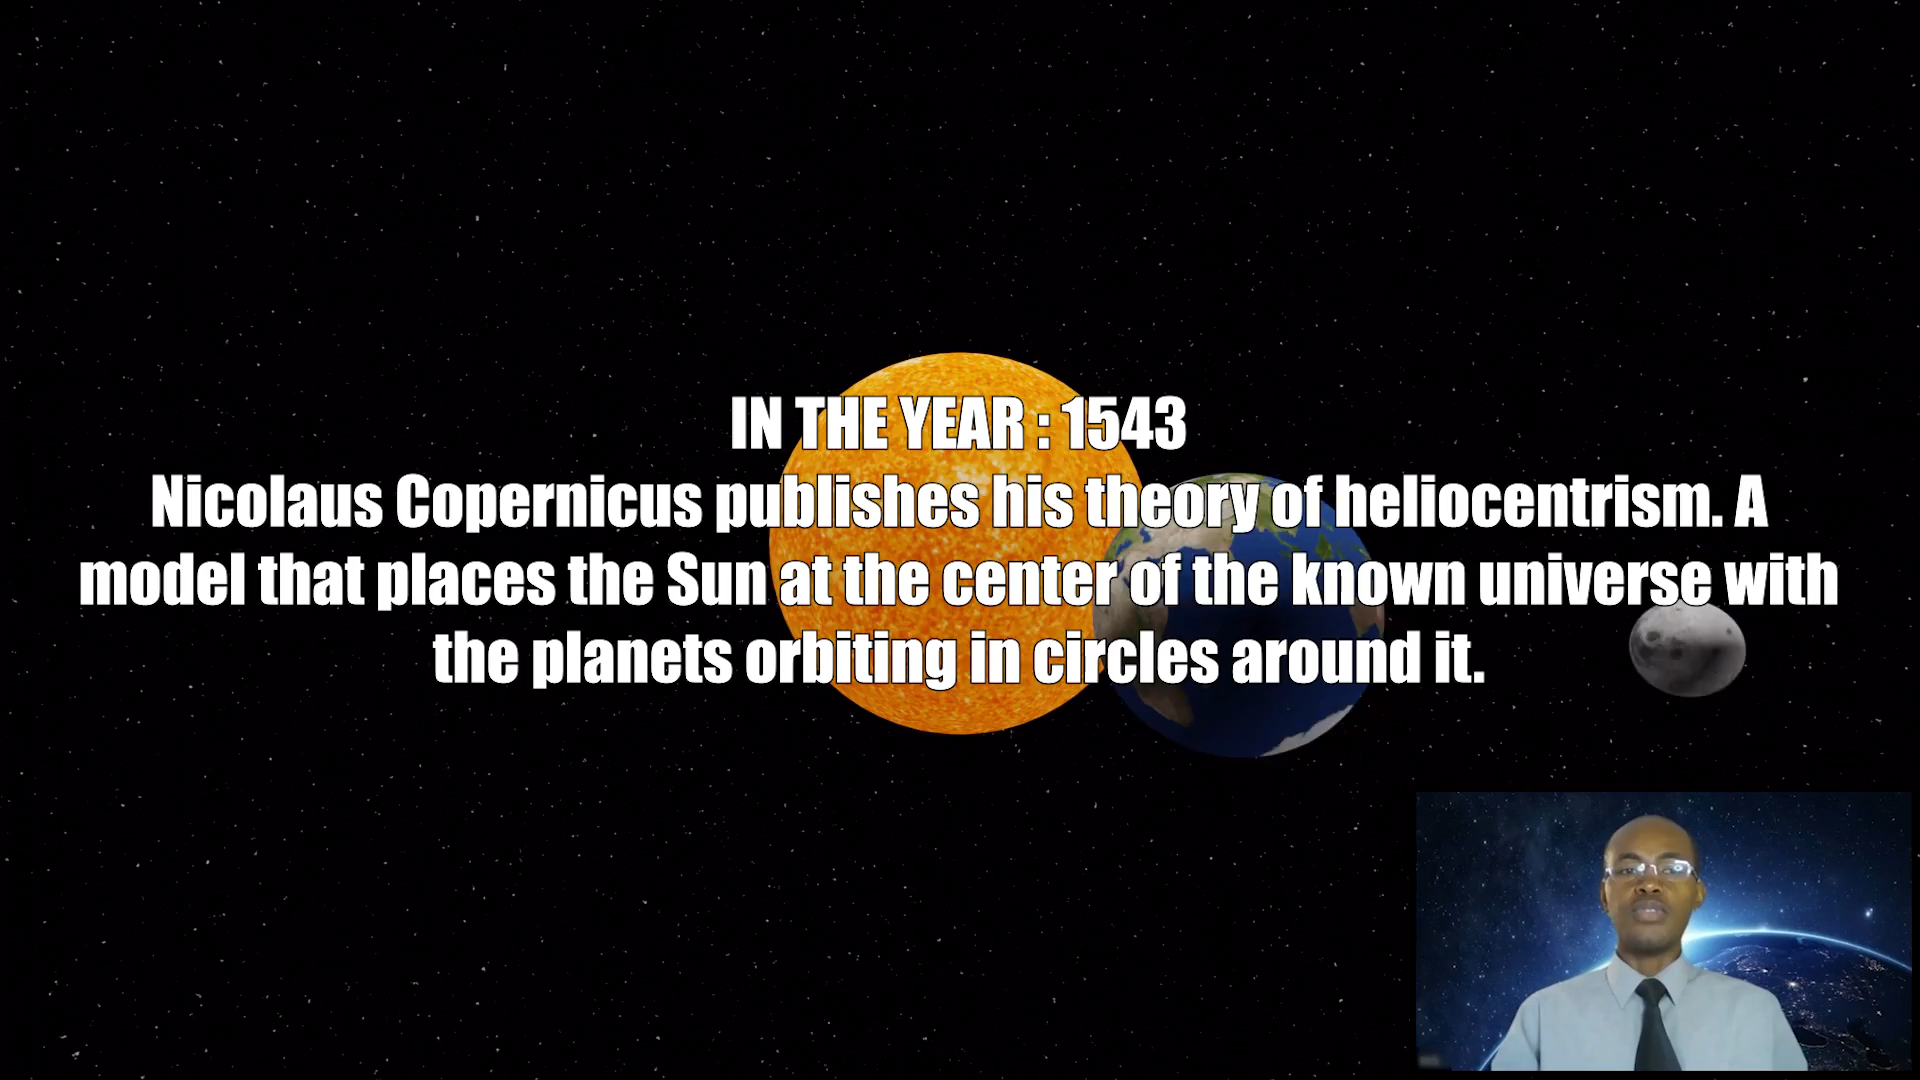 IN THE YEAR : 1543
Nicolaus Copernicus publishes his theory of heliocentrism. A
model that places the Sun at the center of the known universe with
the planets orbiting in circles around it.